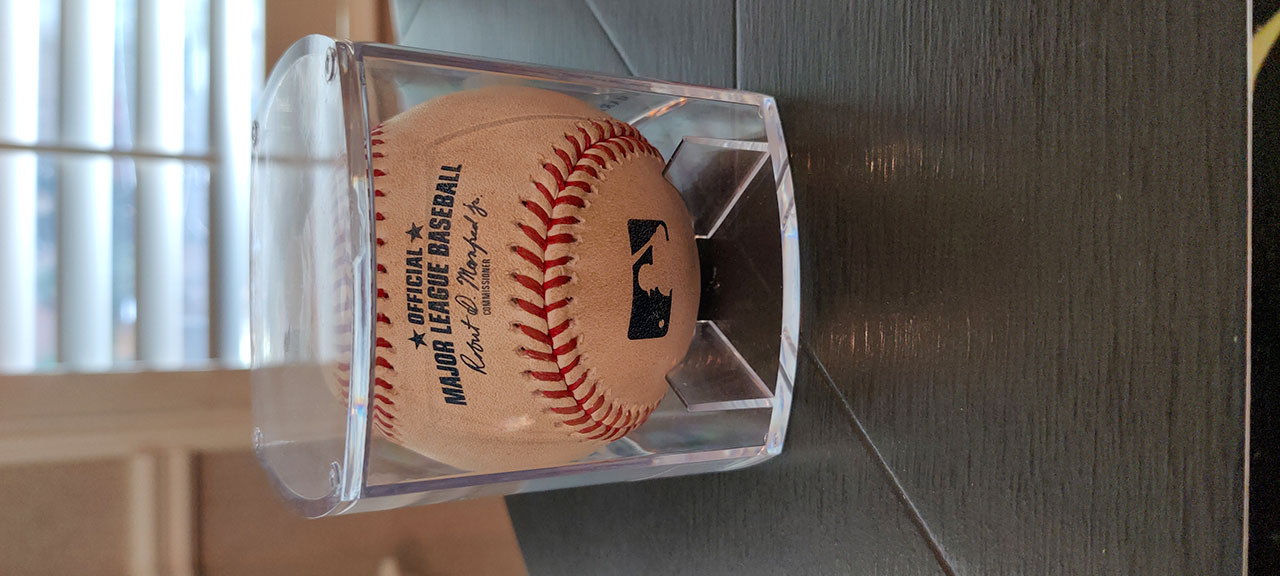 ★ OFFICIAL ★
MAJOR LEAGUE BASEBALL
Robert D. Manfred Jr.
COMMISSIONER